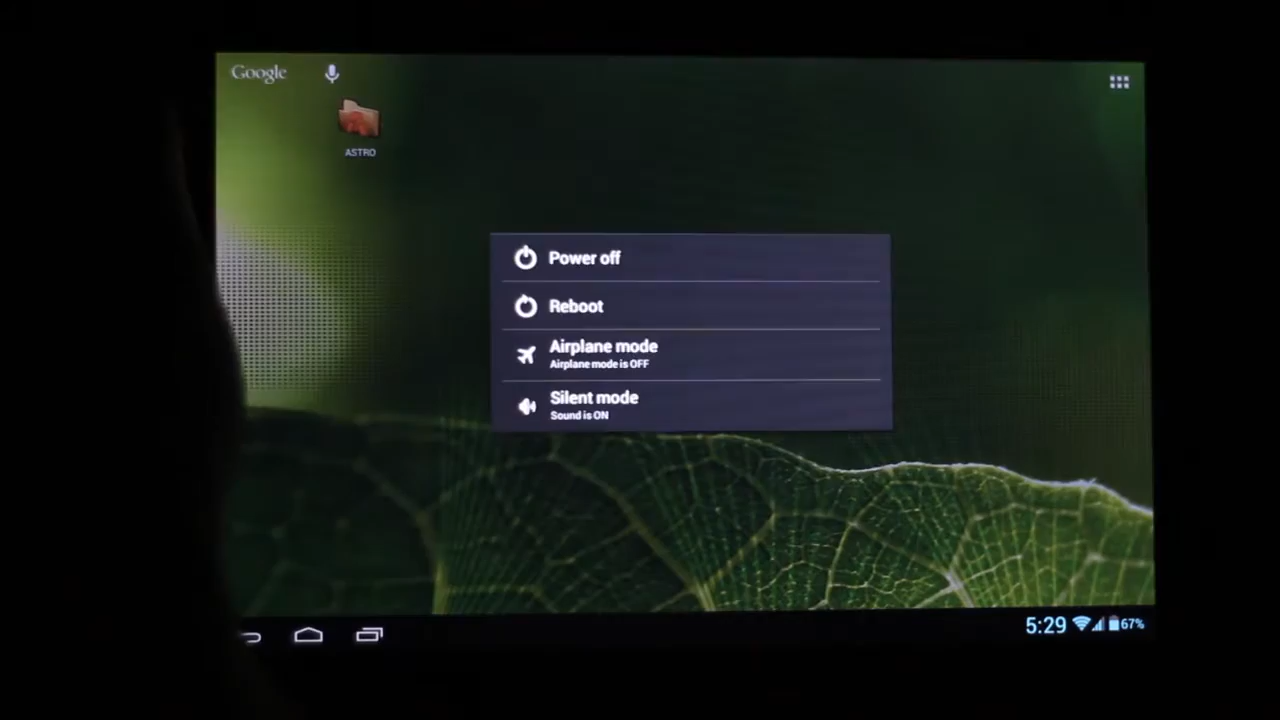 Google
ASTRO
Power off
Reboot
Airplane mode
Airplane mode is OFF
Silent mode
Sound is ON
5:29
67%